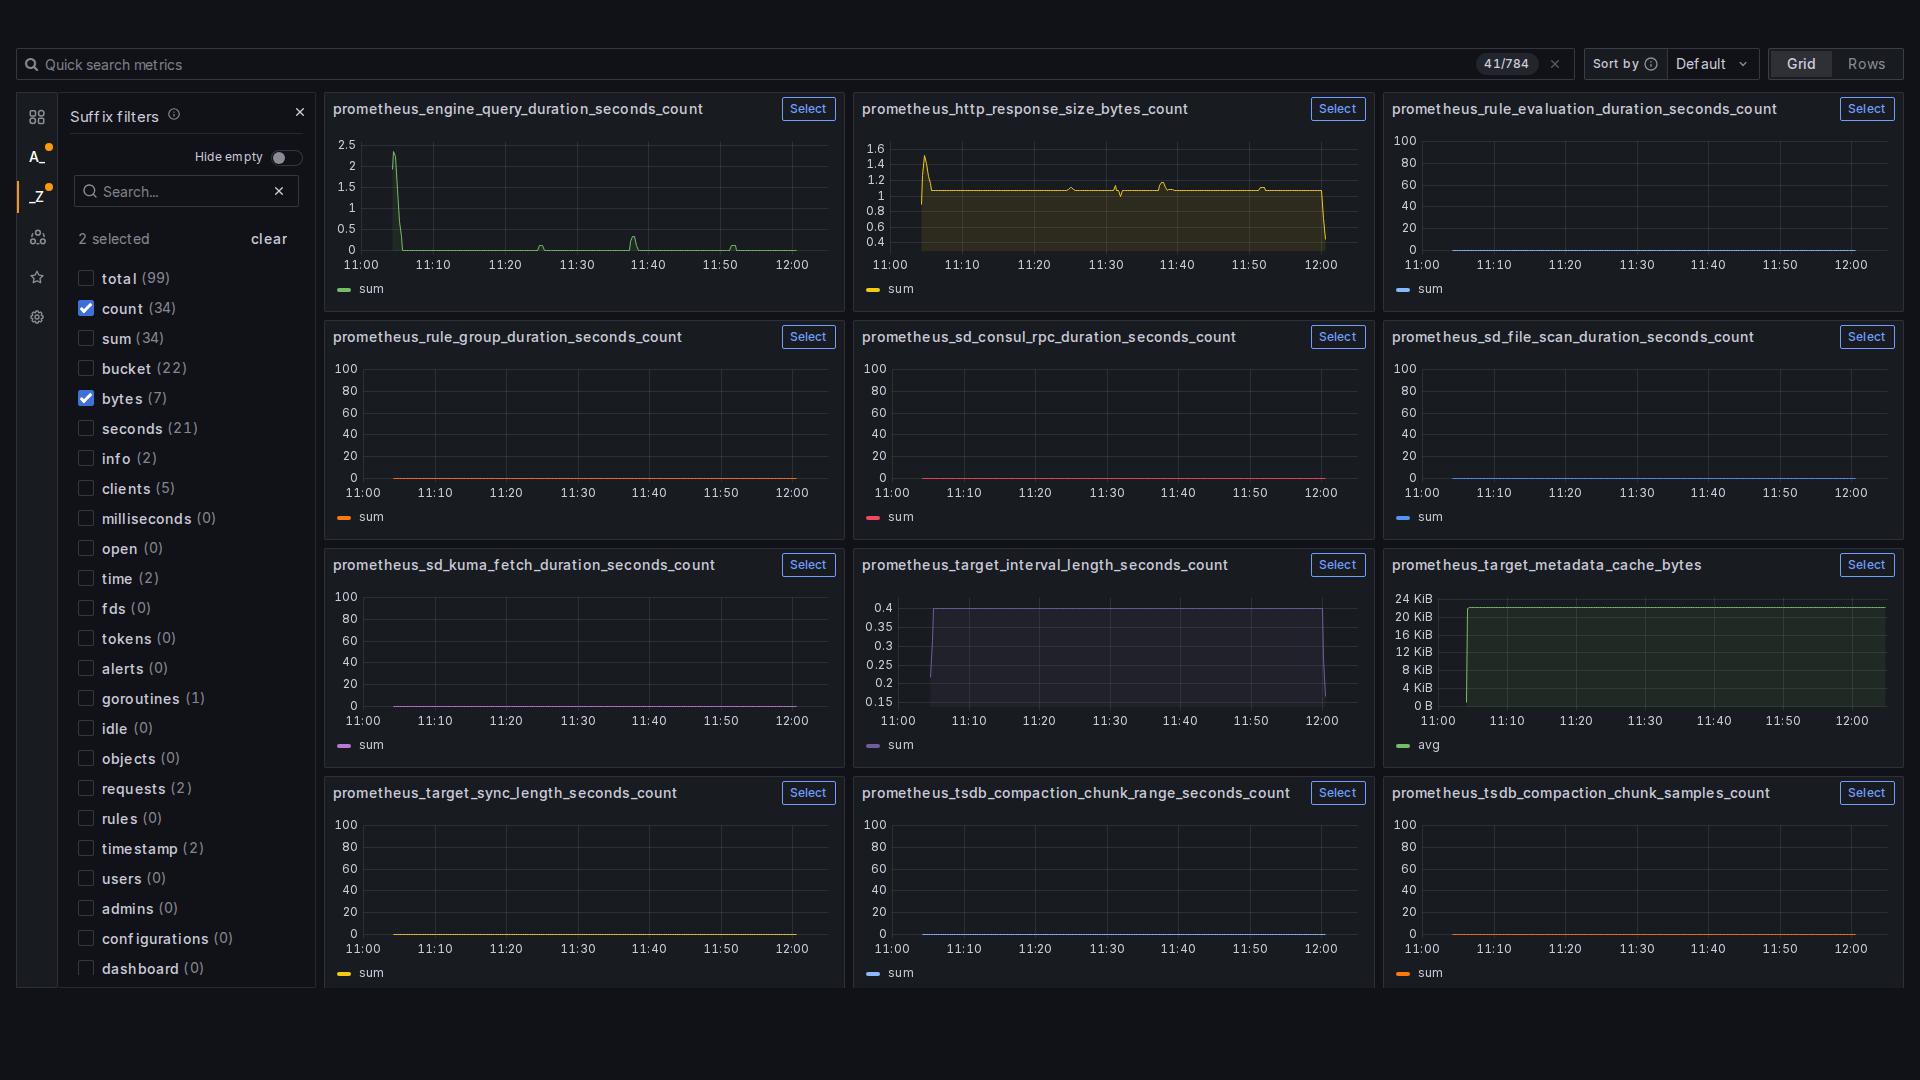 Quick search metrics
41/784
Sort by
Default
Grid
Rows
A_
_Z
Suffix filters
Hide empty
Search...
2 selected
clear
total (99)
count (34)
sum (34)
bucket (22)
bytes (7)
seconds (21)
info (2)
clients (5)
milliseconds (0)
open (0)
time (2)
fds (0)
tokens (0)
alerts (0)
goroutines (1)
idle (0)
objects (0)
requests (2)
rules (0)
timestamp (2)
users (0)
admins (0)
configurations (0)
dashboard (0)
prometheus_engine_query_duration_seconds_count
Select
2.5
2
1.5
1
0.5
0
11:00 11:10 11:20 11:30 11:40 11:50 12:00
sum
prometheus_http_response_size_bytes_count
Select
1.6
1.4
1.2
1
0.8
0.6
0.4
11:00 11:10 11:20 11:30 11:40 11:50 12:00
sum
prometheus_rule_evaluation_duration_seconds_count
Select
100
80
60
40
20
0
11:00 11:10 11:20 11:30 11:40 11:50 12:00
sum
prometheus_rule_group_duration_seconds_count
Select
100
80
60
40
20
0
11:00 11:10 11:20 11:30 11:40 11:50 12:00
sum
prometheus_sd_consul_rpc_duration_seconds_count
Select
100
80
60
40
20
0
11:00 11:10 11:20 11:30 11:40 11:50 12:00
sum
prometheus_sd_file_scan_duration_seconds_count
Select
100
80
60
40
20
0
11:00 11:10 11:20 11:30 11:40 11:50 12:00
sum
prometheus_sd_kuma_fetch_duration_seconds_count
Select
100
80
60
40
20
0
11:00 11:10 11:20 11:30 11:40 11:50 12:00
sum
prometheus_target_interval_length_seconds_count
Select
0.4
0.35
0.3
0.25
0.2
0.15
11:00 11:10 11:20 11:30 11:40 11:50 12:00
sum
prometheus_target_metadata_cache_bytes
Select
24 KiB
20 KiB
16 KiB
12 KiB
8 KiB
4 KiB
0 B
11:00 11:10 11:20 11:30 11:40 11:50 12:00
avg
prometheus_target_sync_length_seconds_count
Select
100
80
60
40
20
0
11:00 11:10 11:20 11:30 11:40 11:50 12:00
sum
prometheus_tsdb_compaction_chunk_range_seconds_count
Select
100
80
60
40
20
0
11:00 11:10 11:20 11:30 11:40 11:50 12:00
sum
prometheus_tsdb_compaction_chunk_samples_count
Select
100
80
60
40
20
0
11:00 11:10 11:20 11:30 11:40 11:50 12:00
sum